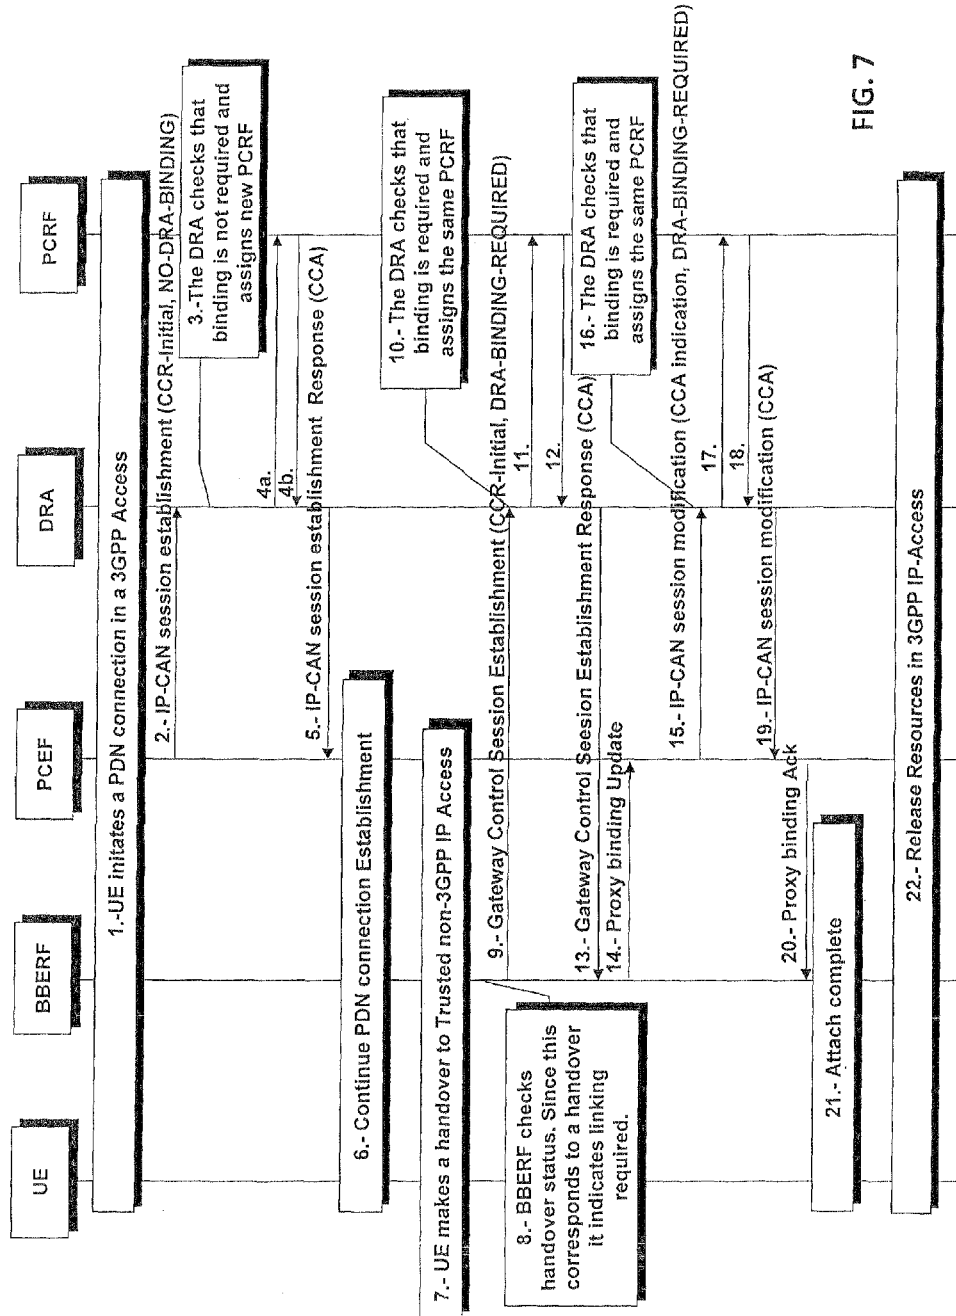 UE
BBERF
PCEF
DRA
PCRF
1.-UE initates a PDN connection in a 3GPP Access
2.- IP-CAN session establishment (CCR-Initial, NO-DRA-BINDING)
3.-The DRA checks that
binding is not required and
assigns new PCRF
4a.
4b.
5.- IP-CAN session establishment Response (CCA)
6.- Continue PDN connection Establishment
7.- UE makes a handover to Trusted non-3GPP IP Access
8.- BBERF checks
handover status. Since this
corresponds to a handover
it indicates linking
required.
9.- Gateway Control Session Establishment (CCR-Initial, DRA-BINDING-REQUIRED)
10.- The DRA checks that
binding is required and
assigns the same PCRF
11.
12.
13.- Gateway Control Seesion Establishment Response (CCA)
14.- Proxy binding Update
15.- IP-CAN session modification (CCA indication, DRA-BINDING-REQUIRED)
16.- The DRA checks that
binding is required and
assigns the same PCRF
17.
18.
19.- IP-CAN session modification (CCA)
20.- Proxy binding Ack
21.- Attach complete
22.- Release Resources in 3GPP IP-Access
FIG. 7